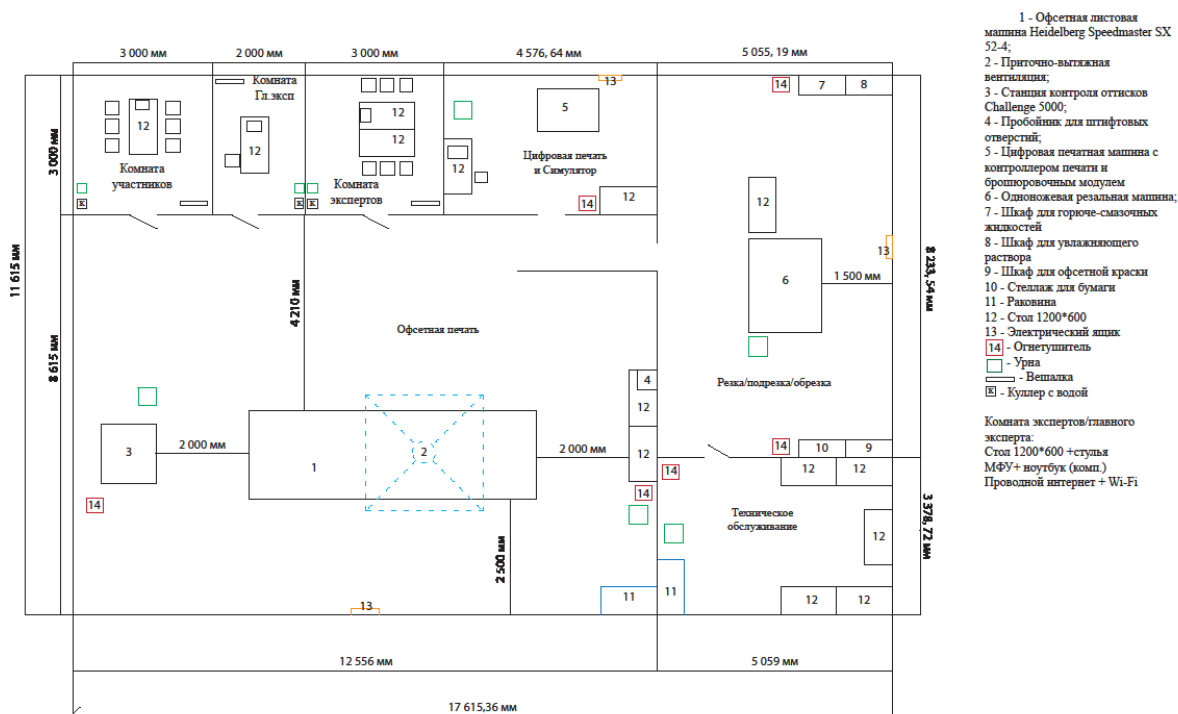 3 000 мм
2 000 мм
3 000 мм
4 576, 64 мм
5 055, 19 мм
13
14
7
8
Комната
Гл.эксп
12
12
12
12
5
12
Комната
участников
Комната
экспертов
Цифровая печать
и Симулятор
К
К
К
14
12
3 000 мм
11 615 мм
8 615 мм
4 210 мм
12
13
6
1 500 мм
8 233, 54 мм
Офсетная печать
Резка/подрезка/обрезка
4
12
12
3
2 000 мм
1
2
2 000 мм
14
10
9
14
12
12
14
14
Техническое
обслуживание
12
3 378, 72 мм
2 500 мм
13
11
11
12
12
12 556 мм
5 059 мм
17 615,36 мм
1 - Офсетная листовая
машина Heidelberg Speedmaster SX
52-4;
2 - Приточно-вытяжная
вентиляция;
3 - Станция контроля оттисков
Challenge 5000;
4 - Пробойник для штифтовых
отверстий;
5 - Цифровая печатная машина с
контроллером печати и
брошюровочным модулем
6 - Одноножевая резальная машина;
7 - Шкаф для горюче-смазочных
жидкостей
8 - Шкаф для увлажняющего
раствора
9 - Шкаф для офсетной краски
10 - Стеллаж для бумаги
11 - Раковина
12 - Стол 1200*600
13 - Электрический ящик
14 - Огнетушитель
- Урна
- Вешалка
К - Куллер с водой
Комната экспертов/главного
эксперта:
Стол 1200*600 +стулья
МФУ+ ноутбук (комп.)
Проводной интернет + Wi-Fi